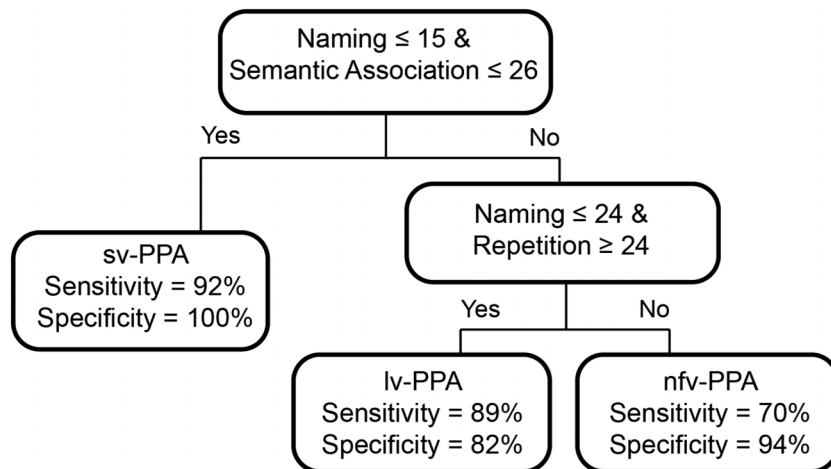 Naming ≤ 15 &
Semantic Association ≤ 26
Yes
No
Naming ≤ 24 &
Repetition ≥ 24
sv-PPA
Sensitivity = 92%
Specificity = 100%
Yes
No
lv-PPA
Sensitivity = 89%
Specificity = 82%
nfv-PPA
Sensitivity = 70%
Specificity = 94%